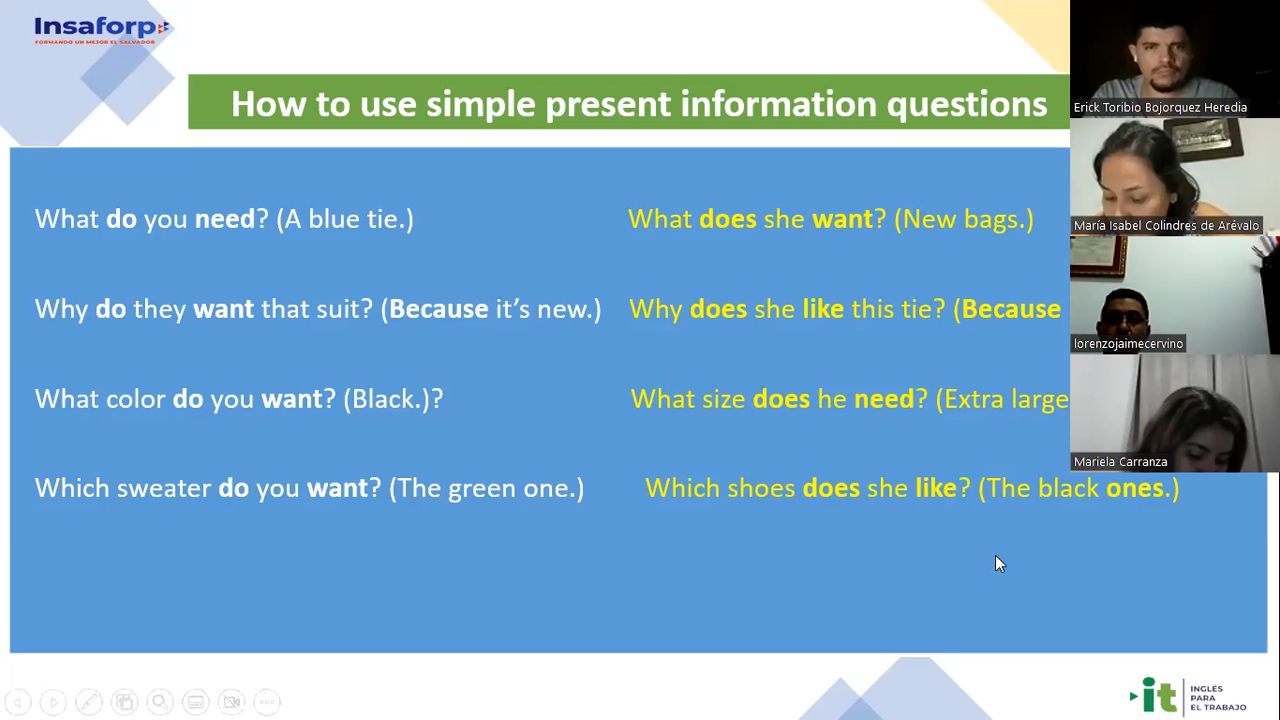 Insaforp
FORMANDO UN MEJOR EL SALVADOR
How to use simple present information questions
What do you need? (A blue tie.)
What does she want? (New bags.)
Why do they want that suit? (Because it's new.)
Why does she like this tie? (Because
What color do you want? (Black.)?
What size does he need? (Extra large
Which sweater do you want? (The green one.)
Which shoes does she like? (The black ones.)
Erick Toribio Bojorquez Heredia
María Isabel Colindres de Arévalo
lorenzojaimecervino
Mariela Carranza
it
INGLÉS
PARA
EL TRABAJO